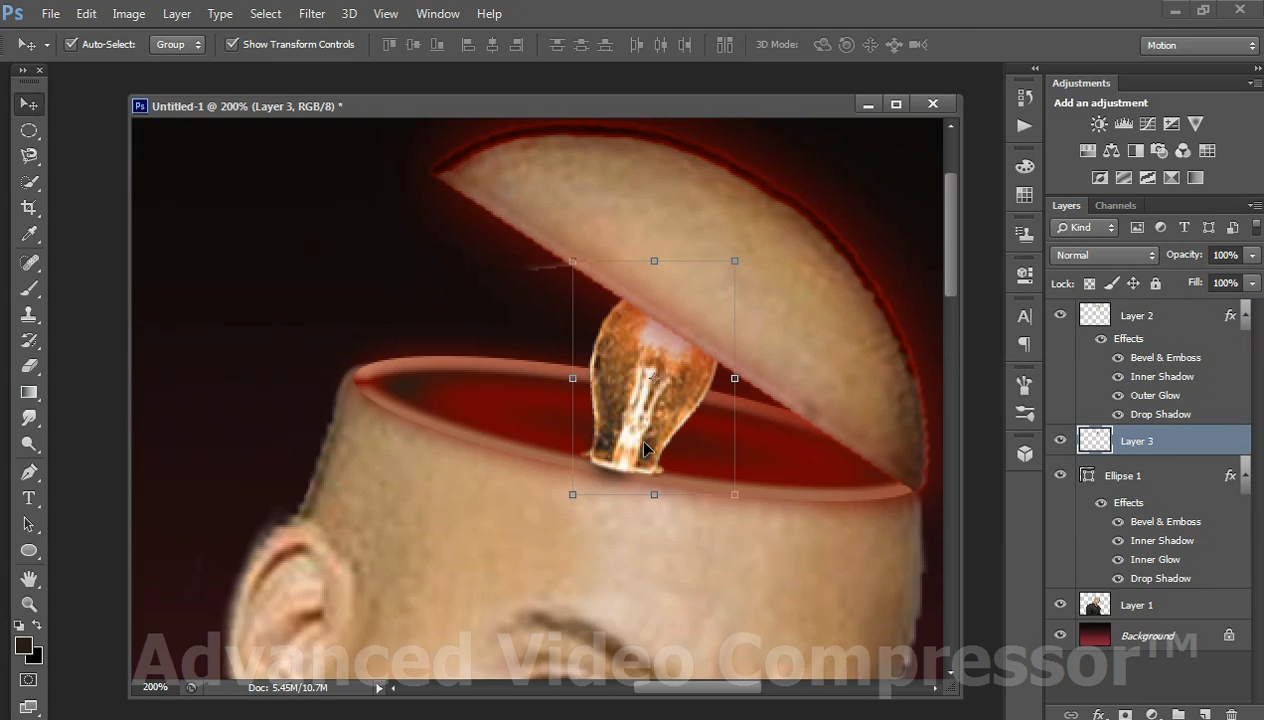 Ps File Edit Image Layer Type Select Filter 3D View Window Help
Auto-Select: Group Show Transform Controls 3D Mode: Motion
Untitled-1 @ 200% (Layer 3, RGB/8) *
Adjustments
Add an adjustment
Layers Channels
Kind
Normal Opacity: 100%
Lock: Fill: 100%
Layer 2 fx
Effects
Bevel & Emboss
Inner Shadow
Outer Glow
Drop Shadow
Layer 3
Ellipse 1 fx
Effects
Bevel & Emboss
Inner Shadow
Inner Glow
Drop Shadow
Layer 1
Background
200% Doc: 5.45M/10.7M
Advanced Video Compressor™